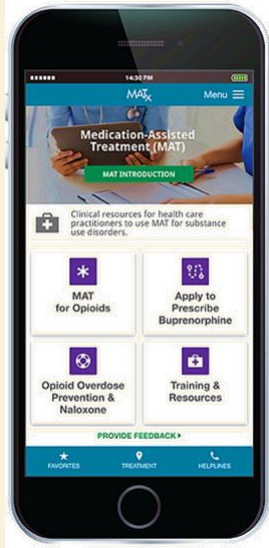 14:30 PM
MATx
Menu
Medication-Assisted
Treatment (MAT)
MAT INTRODUCTION
Clinical resources for health care
practitioners to use MAT for substance
use disorders.
MAT
for Opioids
Apply to
Prescribe
Buprenorphine
Opioid Overdose
Prevention &
Naloxone
Training &
Resources
PROVIDE FEEDBACK
FAVORITES
TREATMENT
HELPLINES